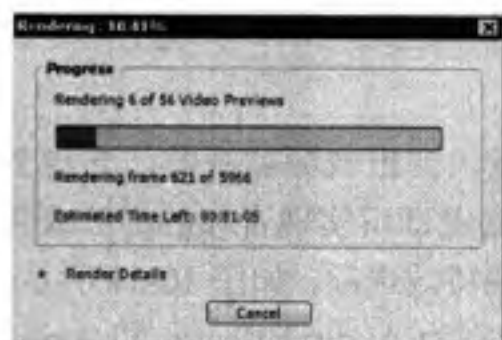 Rendering: 10.41%
Progress
Rendering 6 of 56 Video Previews
Rendering frame 621 of 5966
Estimated Time Left: 00:01:05
Render Details
Cancel